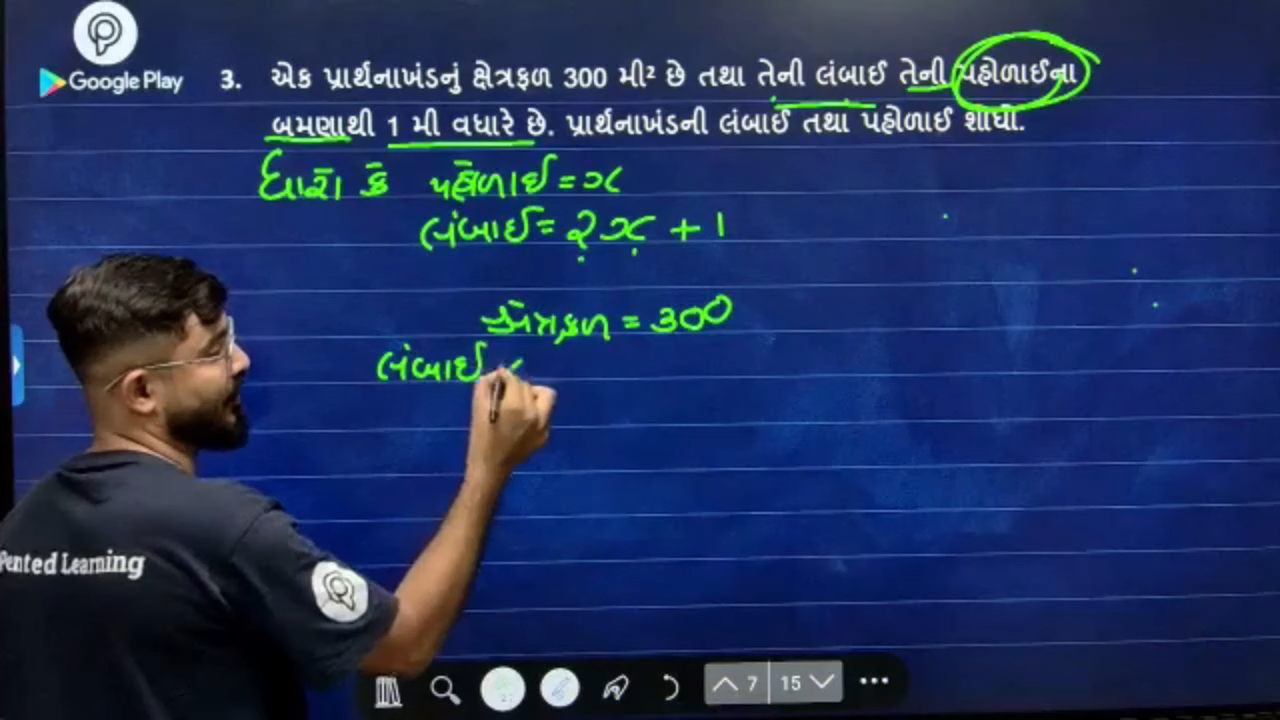 Google Play
3. એક પ્રાર્થનાખંડનું ક્ષેત્રફળ 300 મી² છે તથા તેની લંબાઈ તેની પહોળાઈના
બમણાથી 1 મી વધારે છે. પ્રાર્થનાખંડની લંબાઈ તથા પહોળાઈ શોધો.
ધારો કે પહોળાઈ = x
લંબાઈ = 2x + 1
ક્ષેત્રફળ = 300
લંબાઈ ×
Pented Learning
7 15